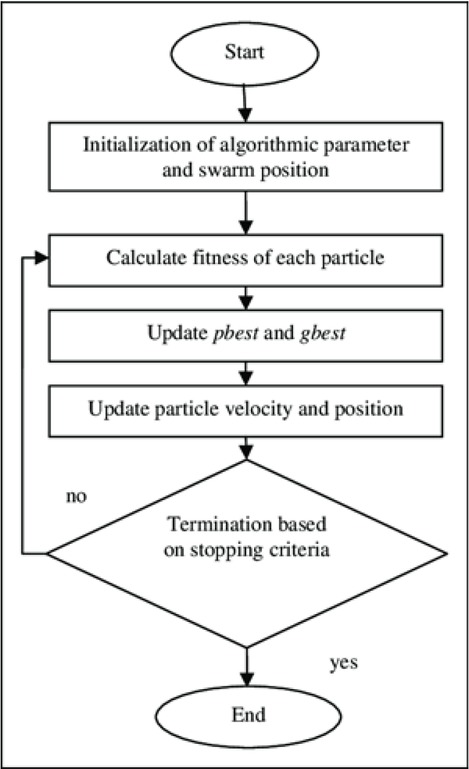 Start
Initialization of algorithmic parameter
and swarm position
Calculate fitness of each particle
Update pbest and gbest
Update particle velocity and position
no
Termination based
on stopping criteria
yes
End